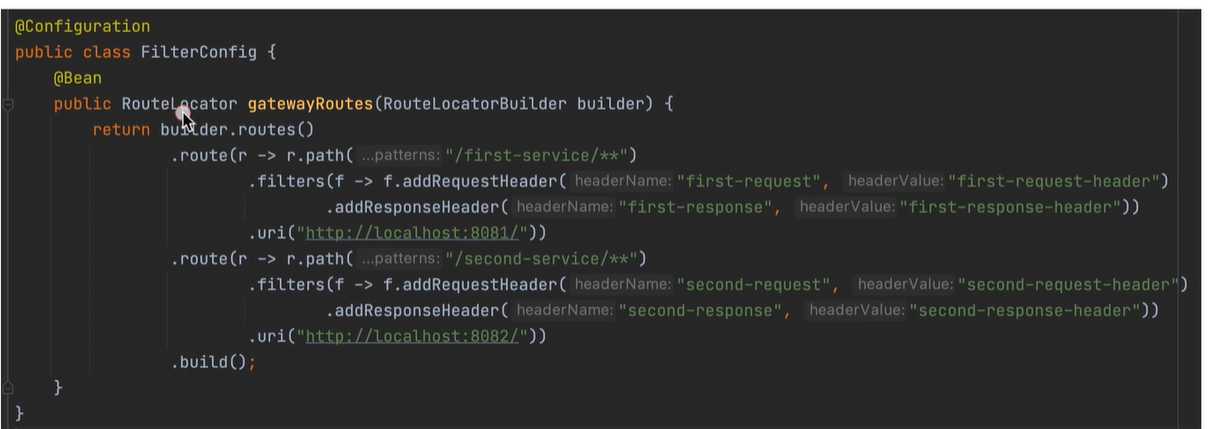 @Configuration
public class FilterConfig {
@Bean
public RouteLocator gatewayRoutes(RouteLocatorBuilder builder) {
return builder.routes()
.route(r -> r.path( ...patterns: "/first-service/**")
.filters(f -> f.addRequestHeader( headerName: "first-request", headerValue: "first-request-header")
.addResponseHeader( headerName: "first-response", headerValue: "first-response-header"))
.uri("http://localhost:8081/"))
.route(r -> r.path( ...patterns: "/second-service/**")
.filters(f -> f.addRequestHeader( headerName: "second-request", headerValue: "second-request-header")
.addResponseHeader( headerName: "second-response", headerValue: "second-response-header"))
.uri("http://localhost:8082/"))
.build();
}
}